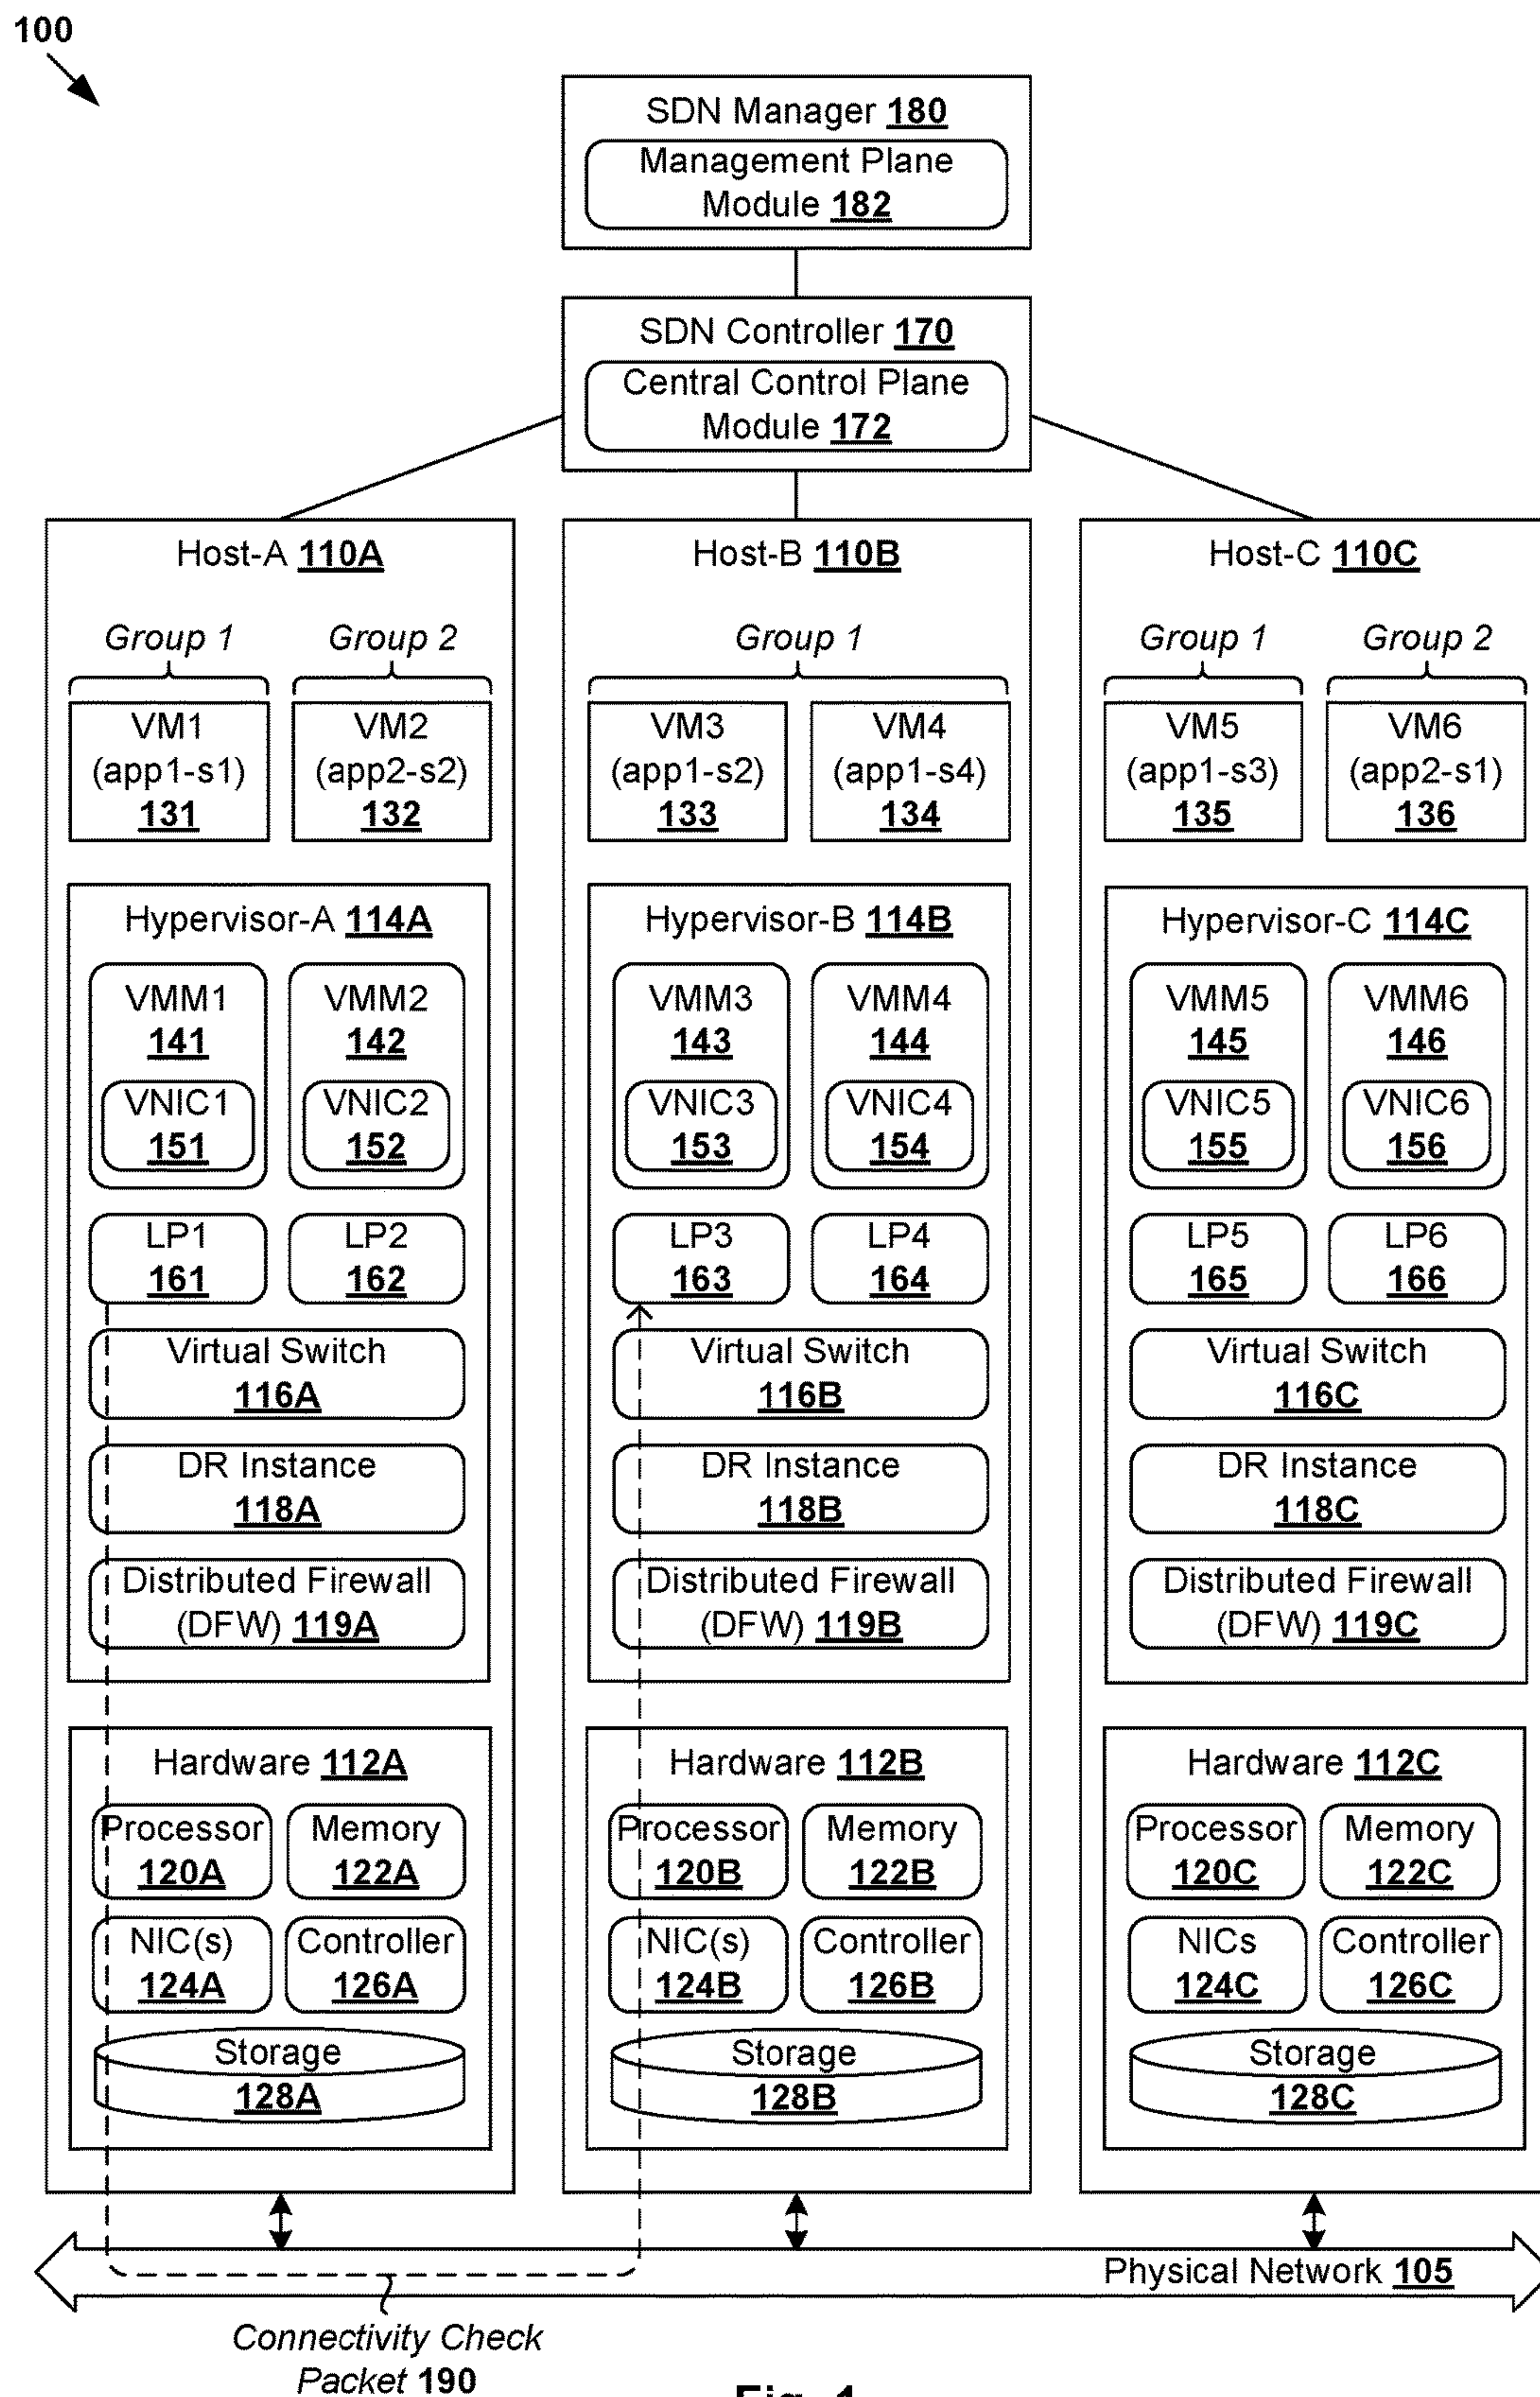 100
SDN Manager 180
Management Plane
Module 182
SDN Controller 170
Central Control Plane
Module 172
Host-A 110A
Group 1
Group 2
VM1
(app1-s1)
131
VM2
(app2-s2)
132
Hypervisor-A 114A
VMM1
141
VNIC1
151
VMM2
142
VNIC2
152
LP1
161
LP2
162
Virtual Switch
116A
DR Instance
118A
Distributed Firewall
(DFW) 119A
Hardware 112A
Processor
120A
Memory
122A
NIC(s)
124A
Controller
126A
Storage
128A
Host-B 110B
Group 1
VM3
(app1-s2)
133
VM4
(app1-s4)
134
Hypervisor-B 114B
VMM3
143
VNIC3
153
VMM4
144
VNIC4
154
LP3
163
LP4
164
Virtual Switch
116B
DR Instance
118B
Distributed Firewall
(DFW) 119B
Hardware 112B
Processor
120B
Memory
122B
NIC(s)
124B
Controller
126B
Storage
128B
Host-C 110C
Group 1
Group 2
VM5
(app1-s3)
135
VM6
(app2-s1)
136
Hypervisor-C 114C
VMM5
145
VNIC5
155
VMM6
146
VNIC6
156
LP5
165
LP6
166
Virtual Switch
116C
DR Instance
118C
Distributed Firewall
(DFW) 119C
Hardware 112C
Processor
120C
Memory
122C
NICs
124C
Controller
126C
Storage
128C
Physical Network 105
Connectivity Check
Packet 190
Fig. 1